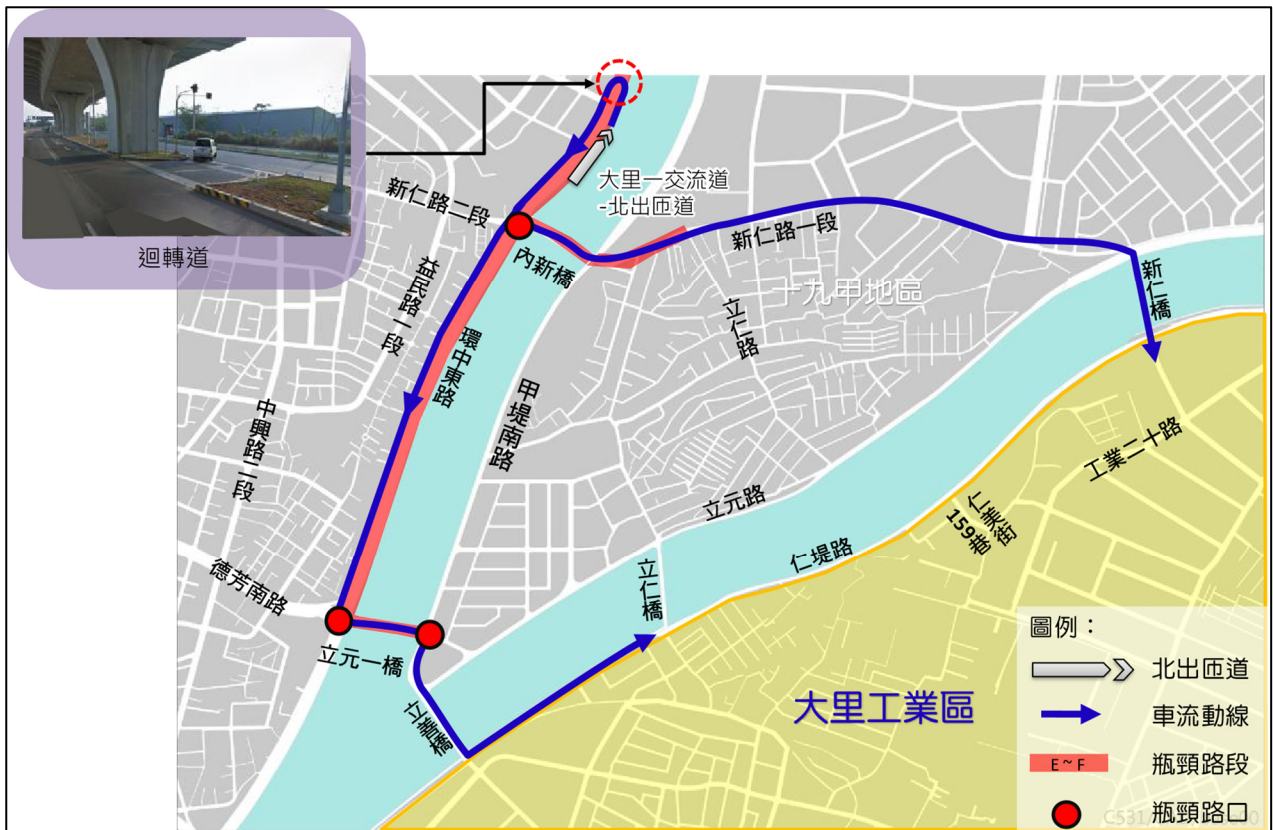 迴轉道
大里一交流道
-北出匝道
新仁路二段
內新橋
新仁路一段
益民路一段
十九甲地區
新仁橋
立仁路
環中東路
甲堤南路
中興路二段
工業二十路
立元路
仁美街
159巷
仁堤路
德芳南路
立仁橋
立元一橋
立善橋
大里工業區
圖例：
北出匝道
車流動線
E~F
瓶頸路段
瓶頸路口